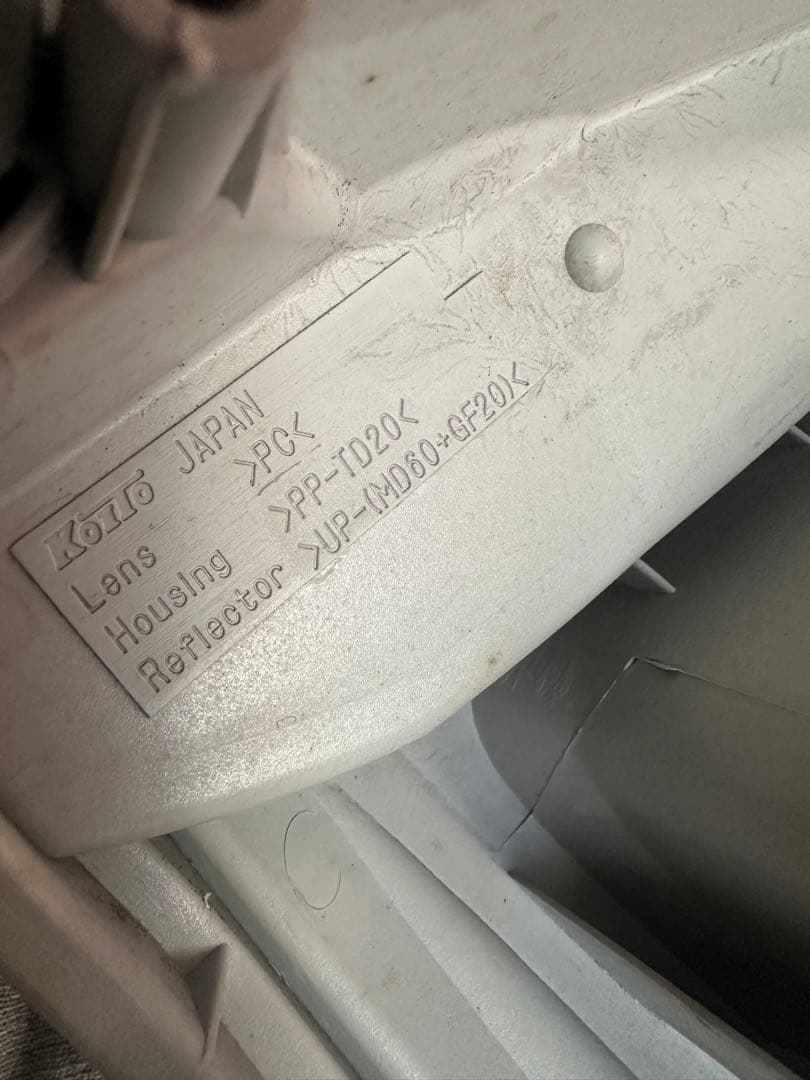 KOITO JAPAN
Lens >PC<
Housing >PP-TD20<
Reflector >UP-(MD60+GF20)<